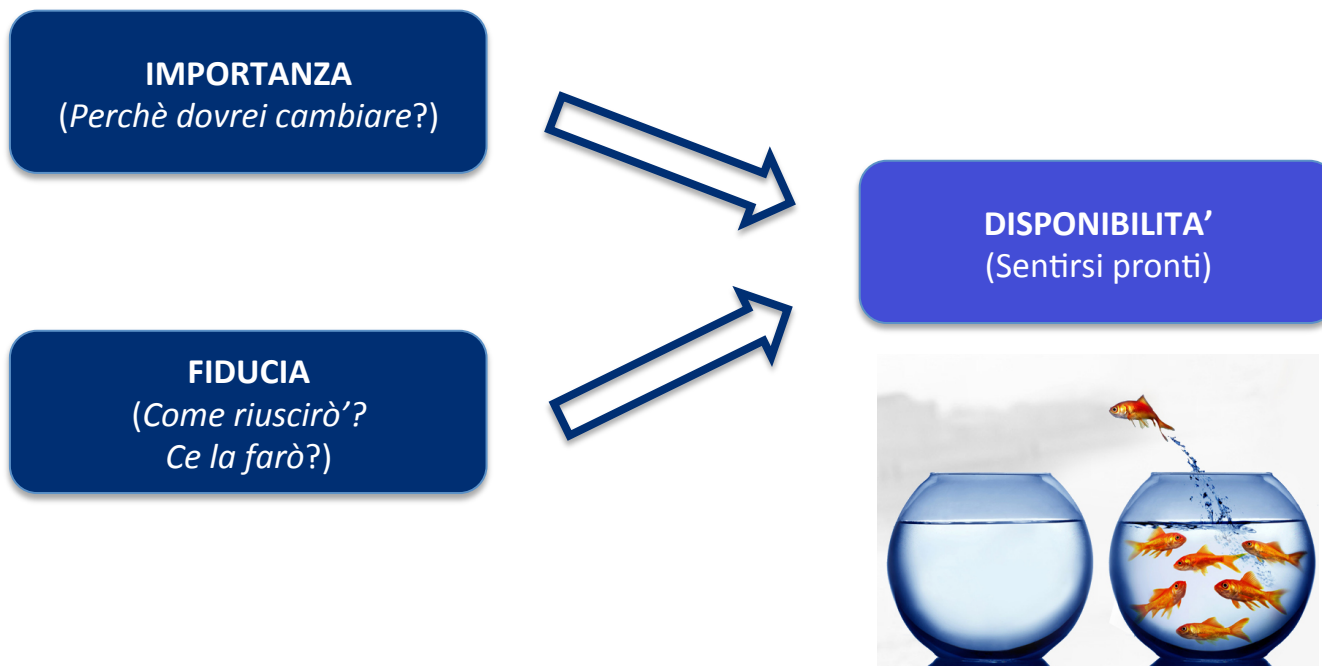 IMPORTANZA
(Perchè dovrei cambiare?)
FIDUCIA
(Come riuscirò’?
Ce la farò?)
DISPONIBILITA’
(Sentirsi pronti)